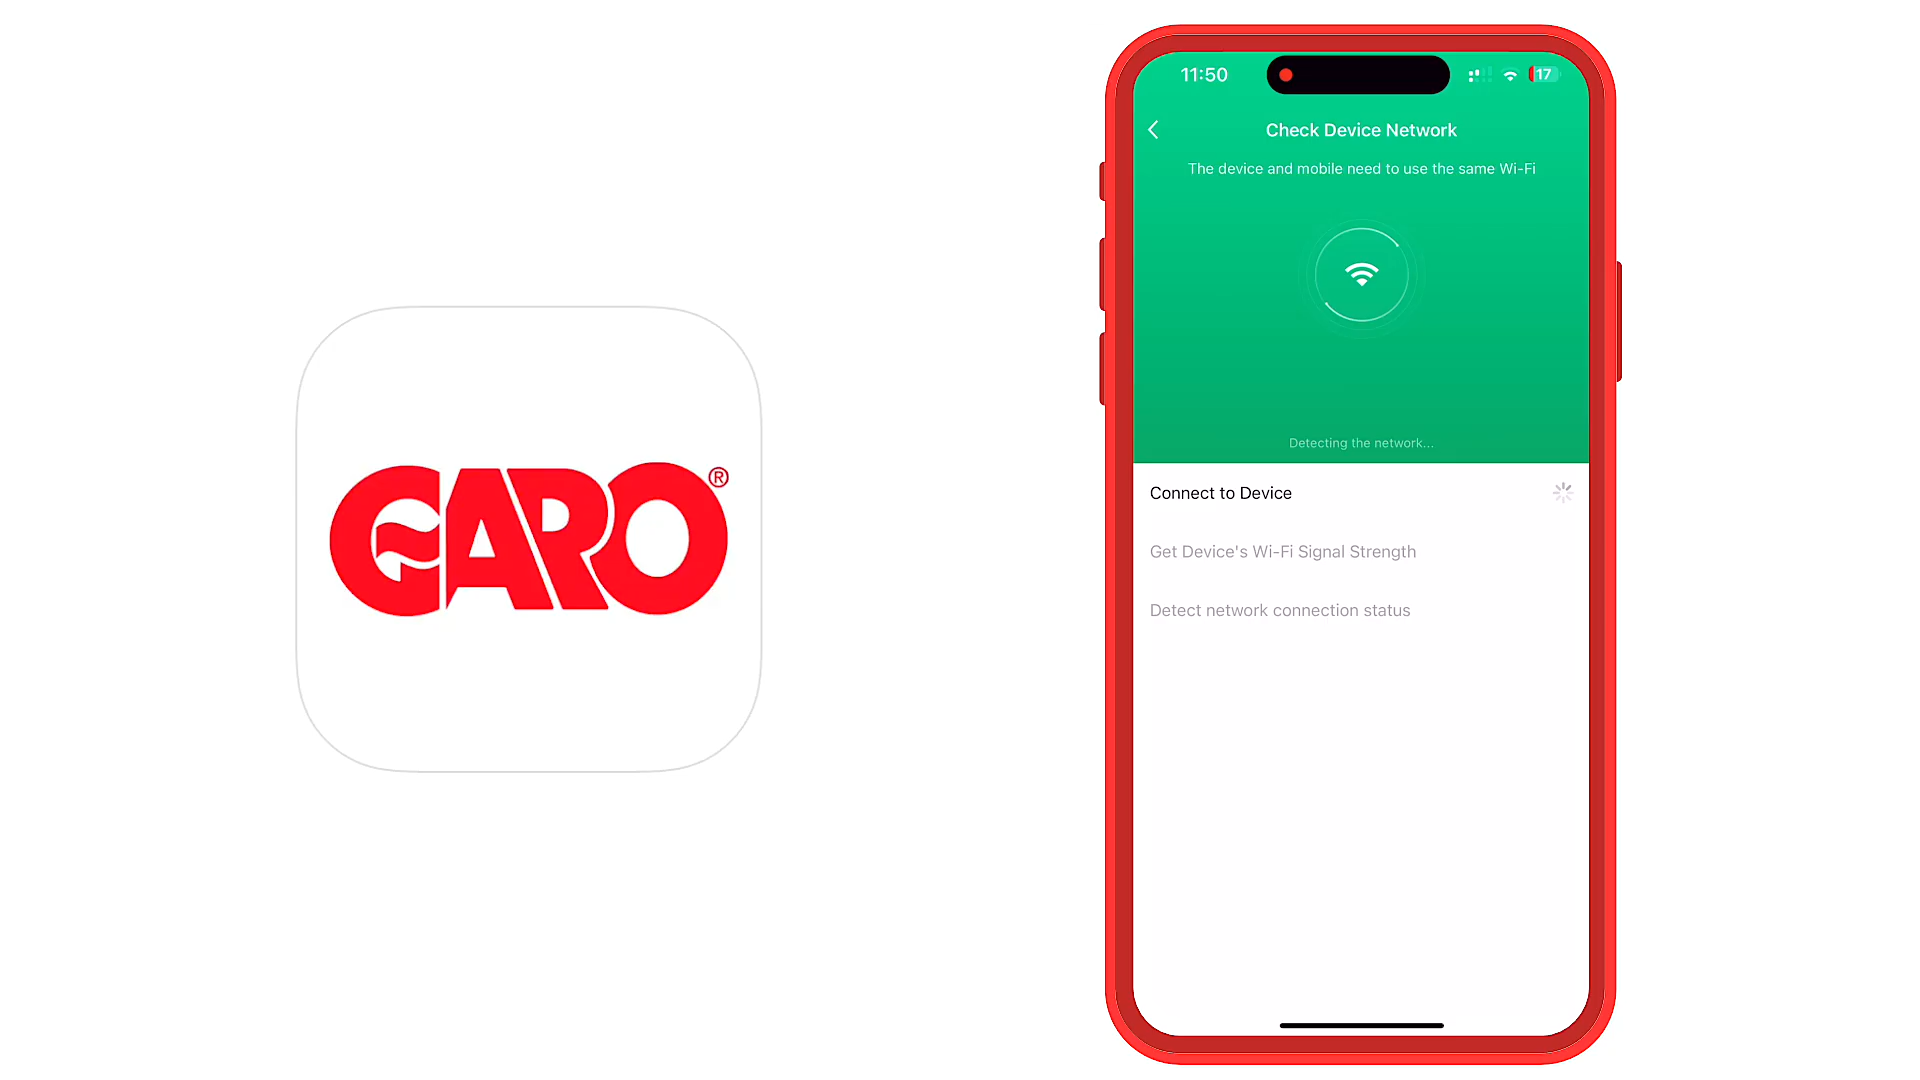 GARO®
11:50
17
Check Device Network
The device and mobile need to use the same Wi-Fi
Detecting the network...
Connect to Device
Get Device's Wi-Fi Signal Strength
Detect network connection status